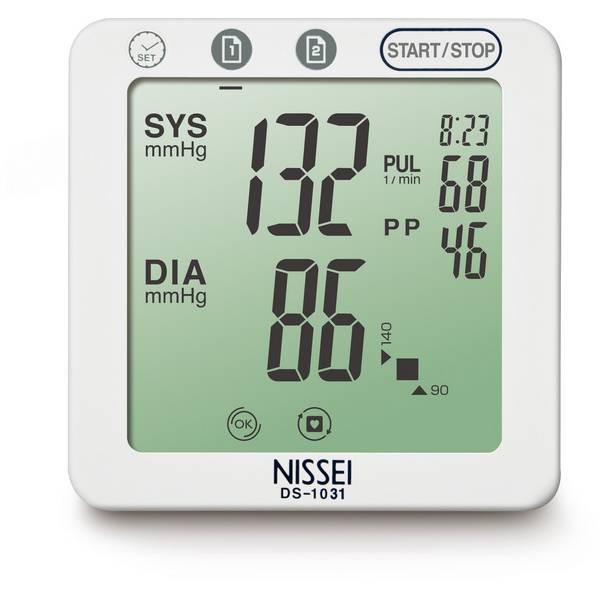 SET 1 2 START/STOP
SYS
mmHg
132
8:23
PUL
1/min
68
PP
46
DIA
mmHg
86
140
90
OK
NISSEI
DS-1031